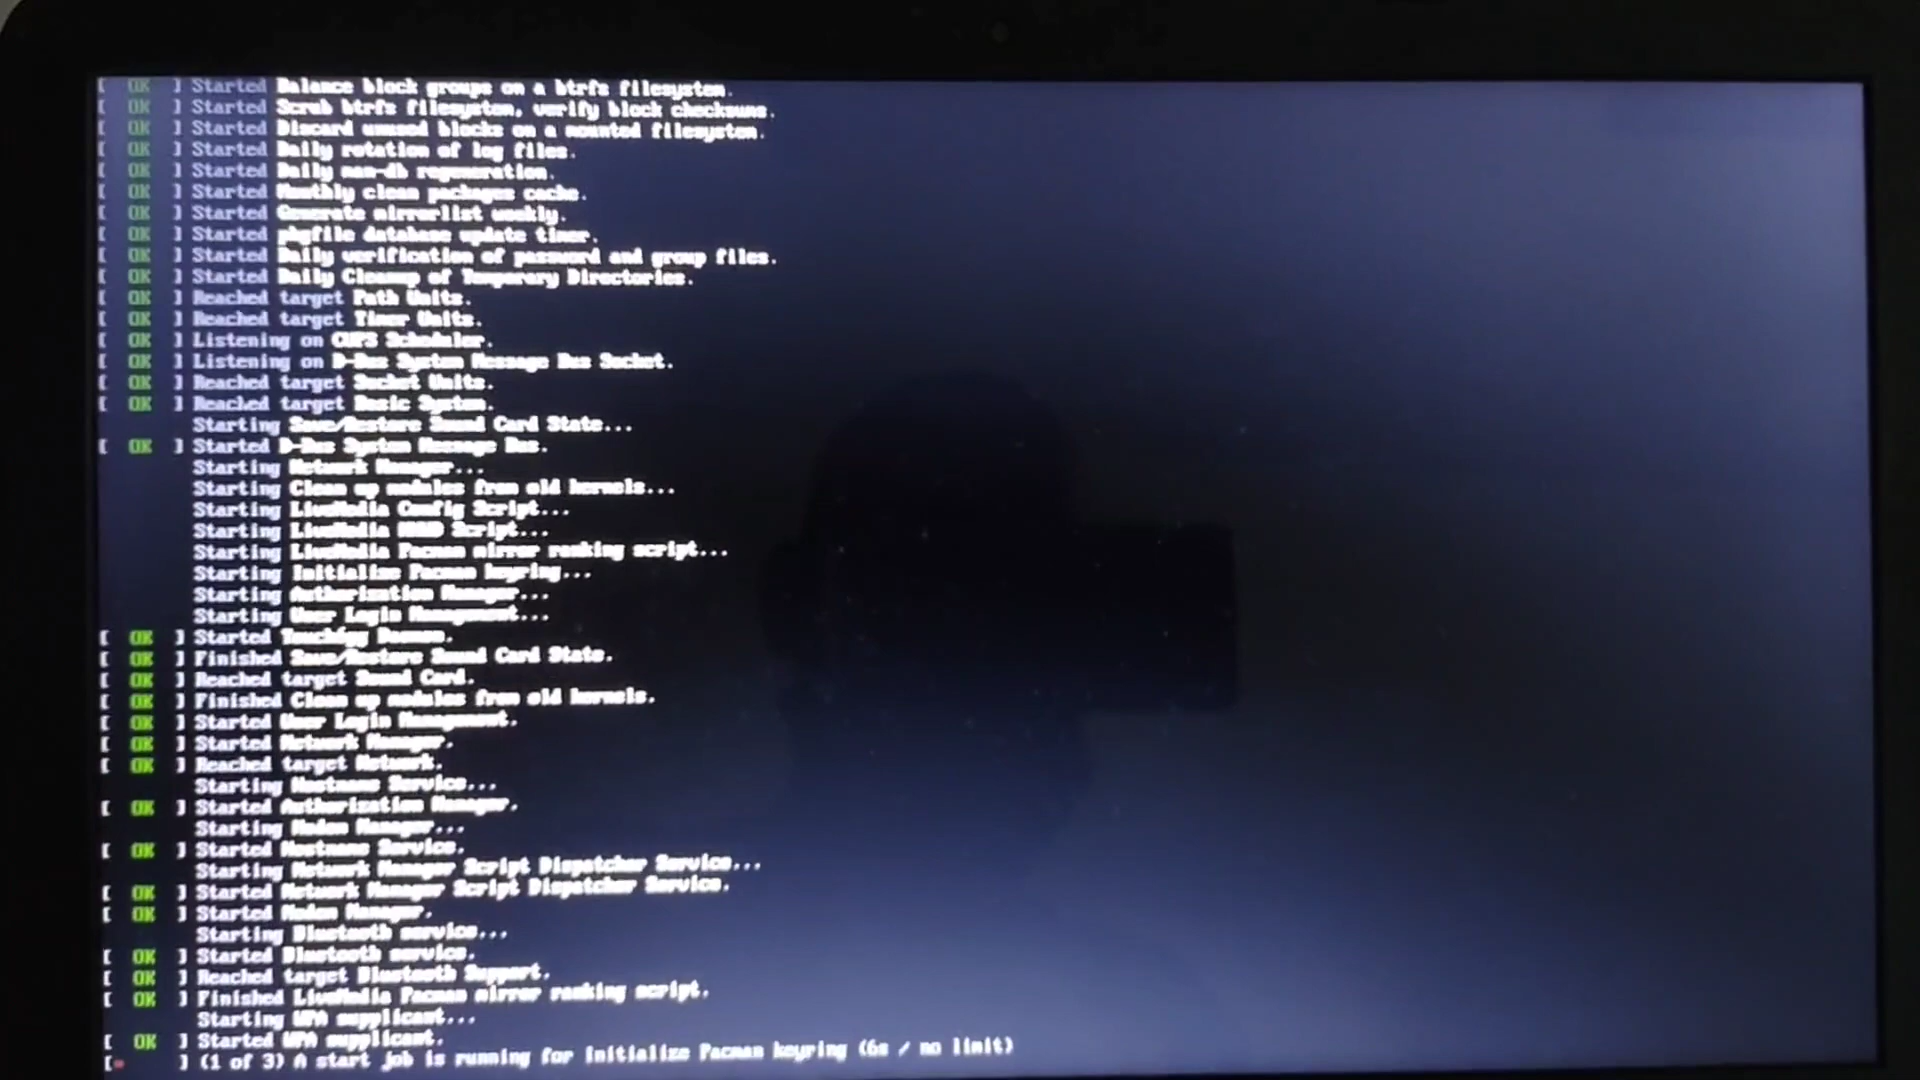 [ OK ] Started Balance block groups on a btrfs filesystem.
[ OK ] Started Scrub btrfs filesystem, verify block checksums.
[ OK ] Started Discard unused blocks on a mounted filesystem.
[ OK ] Started Daily rotation of log files.
[ OK ] Started Daily man-db regeneration.
[ OK ] Started Monthly clean packages cache.
[ OK ] Started Generate mirrorlist weekly.
[ OK ] Started pkgfile database update timer.
[ OK ] Started Daily verification of password and group files.
[ OK ] Started Daily Cleanup of Temporary Directories.
[ OK ] Reached target Path Units.
[ OK ] Reached target Timer Units.
[ OK ] Listening on CUPS Scheduler.
[ OK ] Listening on D-Bus System Message Bus Socket.
[ OK ] Reached target Socket Units.
[ OK ] Reached target Basic System.
Starting Save/Restore Sound Card State...
[ OK ] Started D-Bus System Message Bus.
Starting Network Manager...
Starting Clean up modules from old kernels...
Starting LiveMedia Config Script...
Starting LiveMedia MHWD Script...
Starting LiveMedia Pacman mirror ranking script...
Starting Initialize Pacman keyring...
Starting Authorization Manager...
Starting User Login Management...
[ OK ] Started Touchégg Daemon.
[ OK ] Finished Save/Restore Sound Card State.
[ OK ] Reached target Sound Card.
[ OK ] Finished Clean up modules from old kernels.
[ OK ] Started User Login Management.
[ OK ] Started Network Manager.
[ OK ] Reached target Network.
Starting Hostname Service...
[ OK ] Started Authorization Manager.
Starting Modem Manager...
[ OK ] Started Hostname Service.
Starting Network Manager Script Dispatcher Service...
[ OK ] Started Network Manager Script Dispatcher Service.
[ OK ] Started Modem Manager.
Starting Bluetooth service...
[ OK ] Started Bluetooth service.
[ OK ] Reached target Bluetooth Support.
[ OK ] Finished LiveMedia Pacman mirror ranking script.
Starting WPA supplicant...
[ OK ] Started WPA supplicant.
[* ] (1 of 3) A start job is running for Initialize Pacman keyring (6s / no limit)